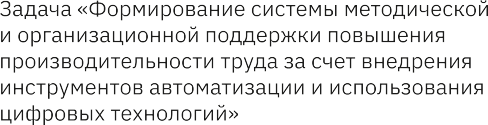 Задача «Формирование системы методической
и организационной поддержки повышения
производительности труда за счет внедрения
инструментов автоматизации и использования
цифровых технологий»